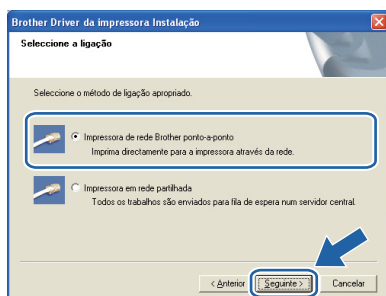 Brother Driver da impressora Instalação
Seleccione a ligação
Seleccione o método de ligação apropriado.
Impressora de rede Brother ponto-a-ponto
Imprima directamente para a impressora através da rede.
Impressora em rede partilhada
Todos os trabalhos são enviados para fila de espera num servidor central.
< Anterior Seguinte > Cancelar